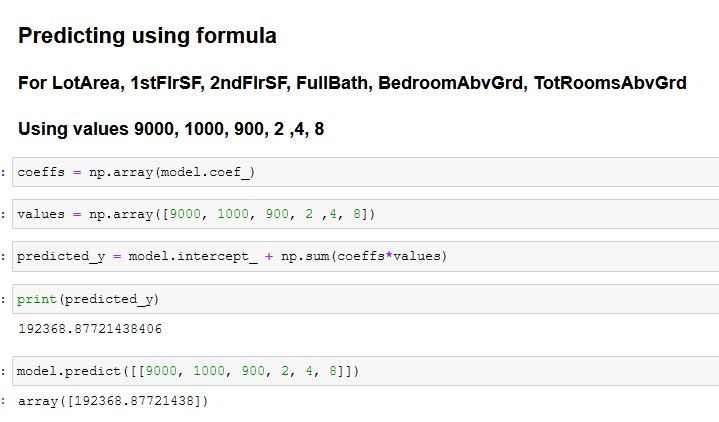 Predicting using formula
For LotArea, 1stFlrSF, 2ndFlrSF, FullBath, BedroomAbvGrd, TotRoomsAbvGrd
Using values 9000, 1000, 900, 2 ,4, 8
: coeffs = np.array(model.coef_)
: values = np.array([9000, 1000, 900, 2 ,4, 8])
: predicted_y = model.intercept_ + np.sum(coeffs*values)
: print(predicted_y)
192368.87721438406
: model.predict([[9000, 1000, 900, 2, 4, 8]])
: array([192368.87721438])